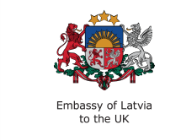 Embassy of Latvia
to the UK